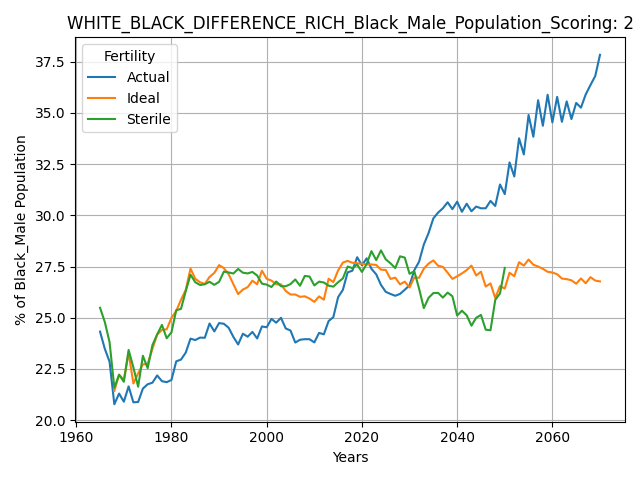 WHITE_BLACK_DIFFERENCE_RICH_Black_Male_Population_Scoring: 2
Fertility
Actual
Ideal
Sterile
% of Black_Male Population
37.5
35.0
32.5
30.0
27.5
25.0
22.5
20.0
1960
1980
2000
2020
2040
2060
Years